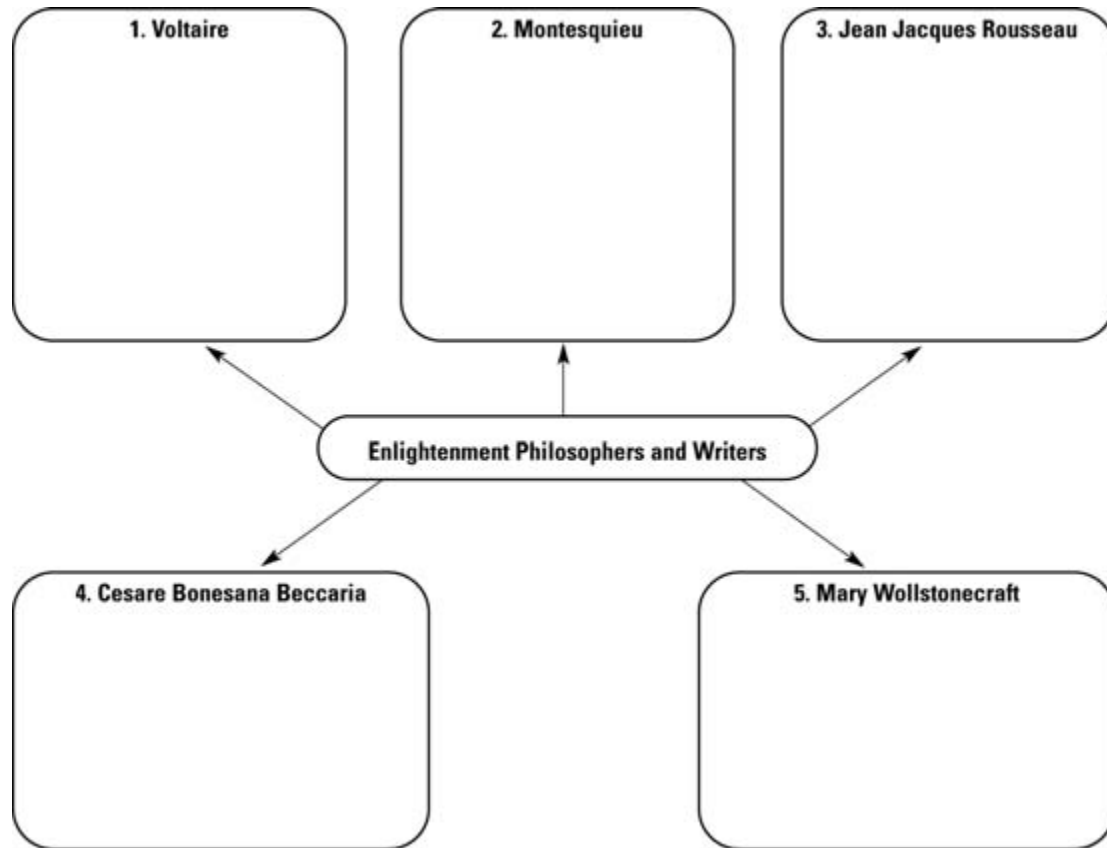 1. Voltaire
2. Montesquieu
3. Jean Jacques Rousseau
Enlightenment Philosophers and Writers
4. Cesare Bonesana Beccaria
5. Mary Wollstonecraft